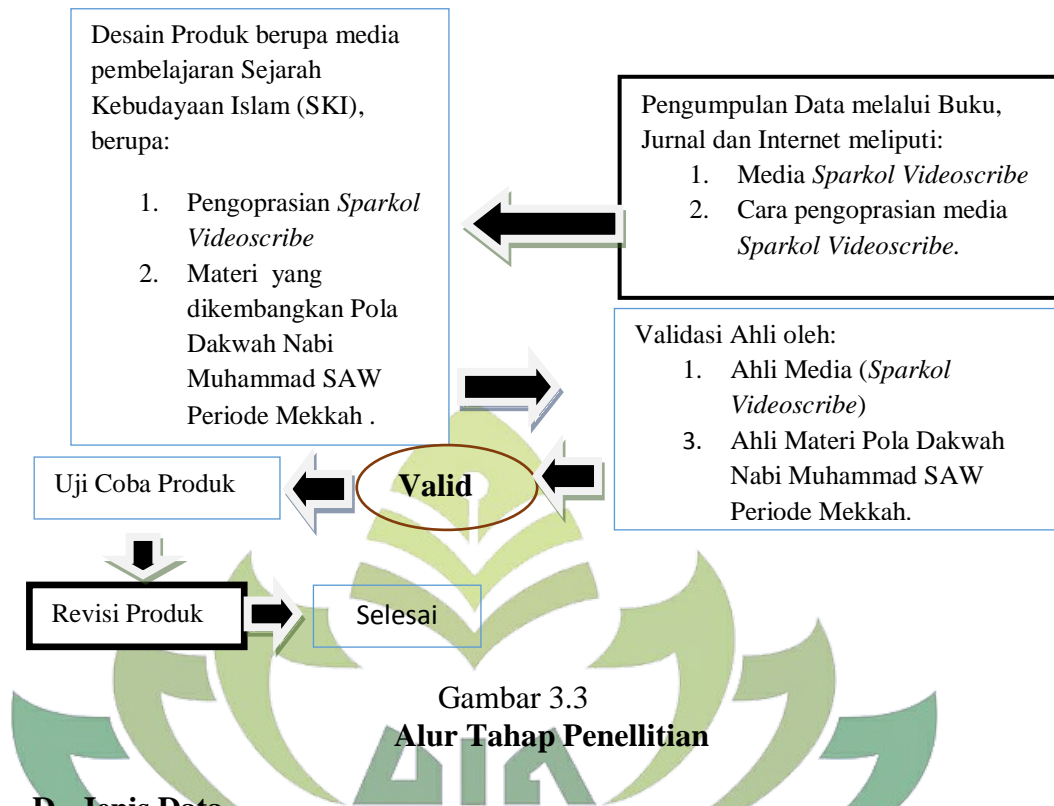 Desain Produk berupa media
pembelajaran Sejarah
Kebudayaan Islam (SKI),
berupa:
1. Pengoprasian Sparkol
Videoscribe
2. Materi yang
dikembangkan Pola
Dakwah Nabi
Muhammad SAW
Periode Mekkah .
Pengumpulan Data melalui Buku,
Jurnal dan Internet meliputi:
1. Media Sparkol Videoscribe
2. Cara pengoprasian media
Sparkol Videoscribe.
Validasi Ahli oleh:
1. Ahli Media (Sparkol
Videoscribe)
3. Ahli Materi Pola Dakwah
Nabi Muhammad SAW
Periode Mekkah.
Valid
Uji Coba Produk
Revisi Produk
Selesai
Gambar 3.3
Alur Tahap Penellitian
D. Jenis Data